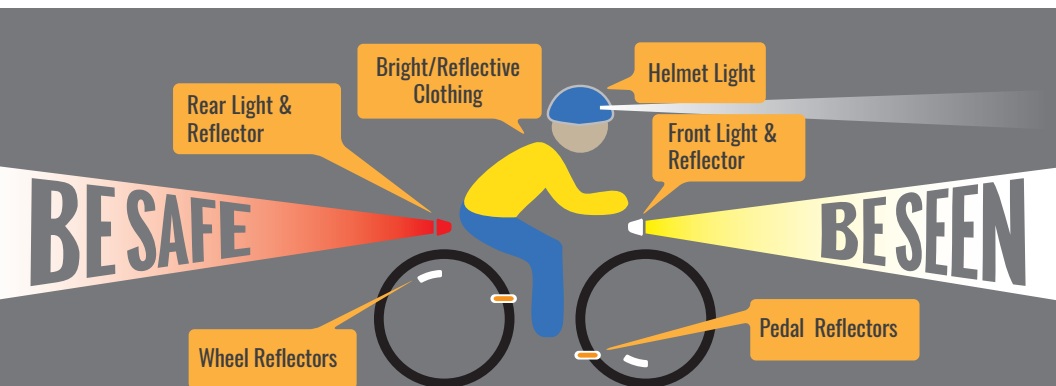 Bright/Reflective
Clothing
Helmet Light
Rear Light &
Reflector
Front Light &
Reflector
BE SAFE
BE SEEN
Wheel Reflectors
Pedal Reflectors